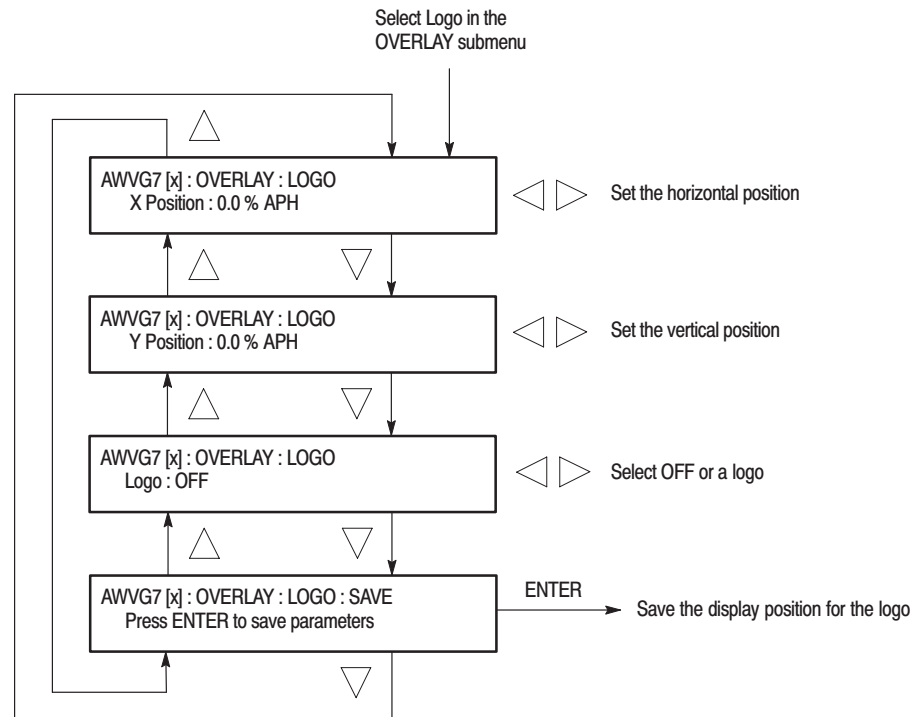 Select Logo in the
OVERLAY submenu
AWVG7 [x] : OVERLAY : LOGO
X Position : 0.0 % APH
Set the horizontal position
AWVG7 [x] : OVERLAY : LOGO
Y Position : 0.0 % APH
Set the vertical position
AWVG7 [x] : OVERLAY : LOGO
Logo : OFF
Select OFF or a logo
AWVG7 [x] : OVERLAY : LOGO : SAVE
Press ENTER to save parameters
ENTER
Save the display position for the logo